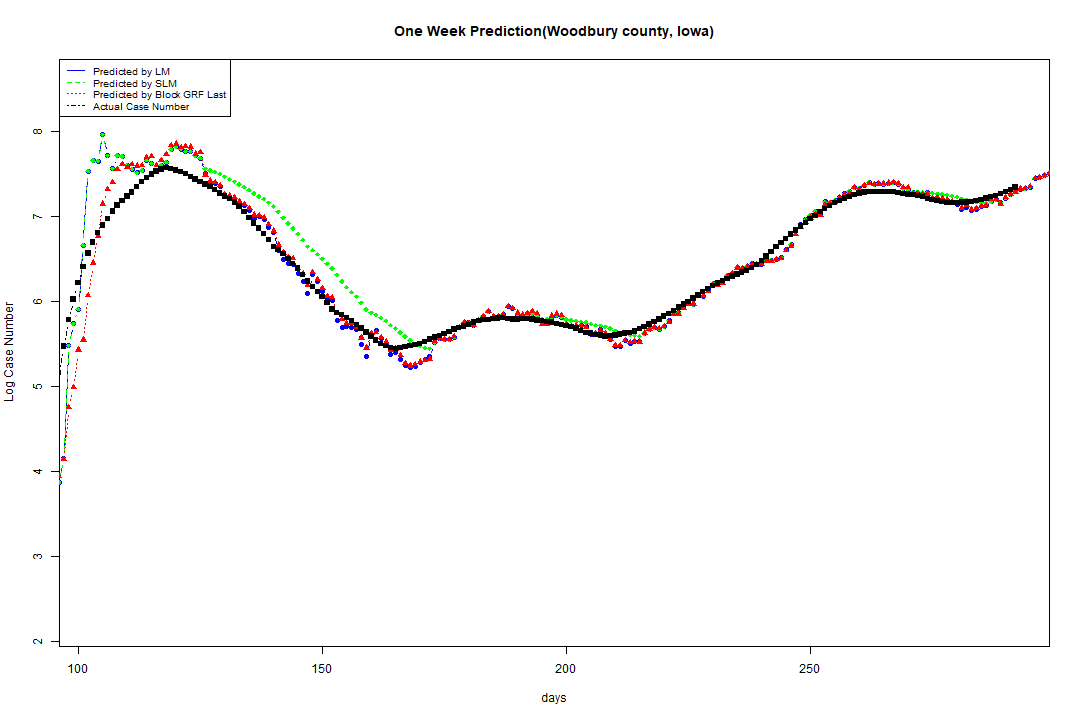 One Week Prediction(Woodbury county, Iowa)
Predicted by LM
Predicted by SLM
Predicted by Block GRF Last
Actual Case Number
8
7
6
5
4
3
2
Log Case Number
100 150 200 250
days